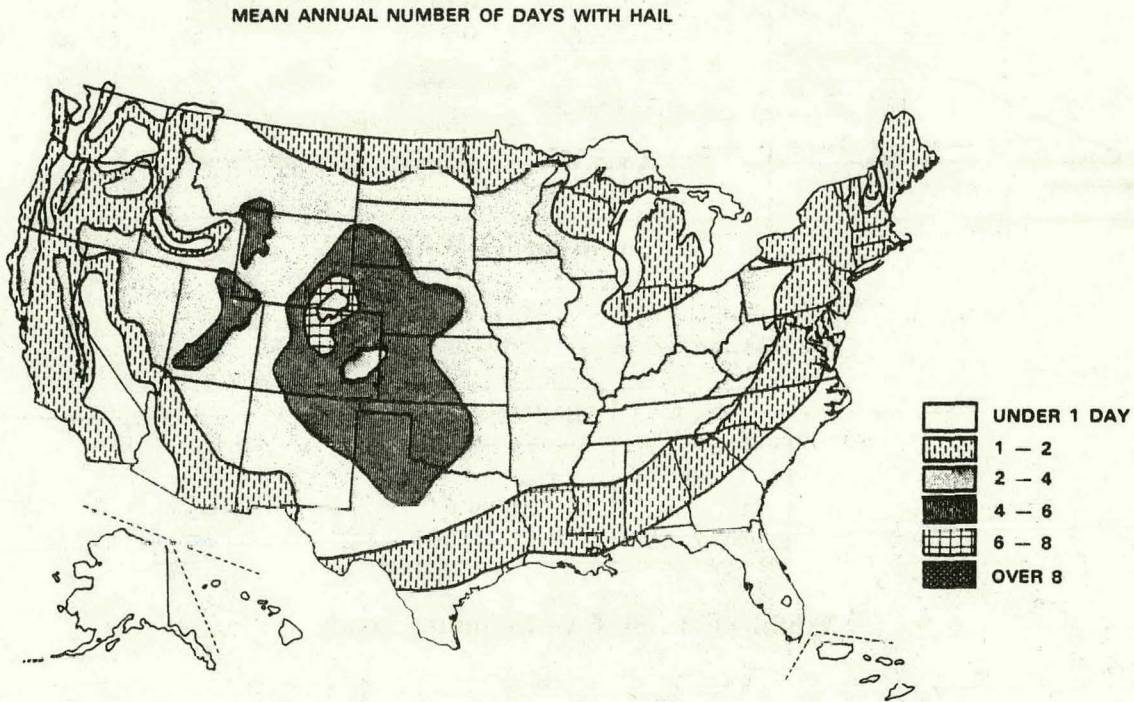 MEAN ANNUAL NUMBER OF DAYS WITH HAIL
UNDER 1 DAY
1 – 2
2 – 4
4 – 6
6 – 8
OVER 8